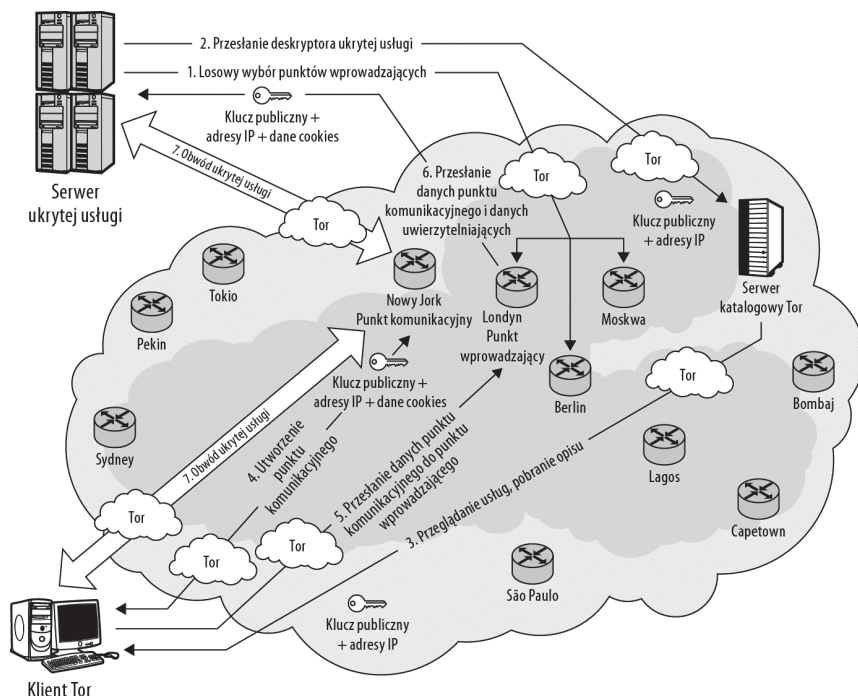 2. Przesłanie deskryptora ukrytej usługi
1. Losowy wybór punktów wprowadzających
Klucz publiczny +
adresy IP + dane cookies
7. Obwód ukrytej usługi
Serwer
ukrytej usługi
Tor
6. Przesłanie
danych punktu
komunikacyjnego i danych
uwierzytelniających
Tor
Tor
Klucz publiczny
+ adresy IP
Serwer
katalogowy Tor
Tokio
Pekin
Sydney
Nowy Jork
Punkt komunikacyjny
Londyn
Punkt
wprowadzający
Moskwa
Berlin
Klucz publiczny +
adresy IP + dane cookies
Tor
Bombaj
Lagos
Capetown
São Paulo
7. Obwód ukrytej usługi
4. Utworzenie
punktu
komunikacyjnego
5. Przesłanie danych punktu
komunikacyjnego do punktu
wprowadzającego
3. Przeglądanie usług, pobranie opisu
Tor
Tor
Tor
Klucz publiczny
+ adresy IP
Klient Tor